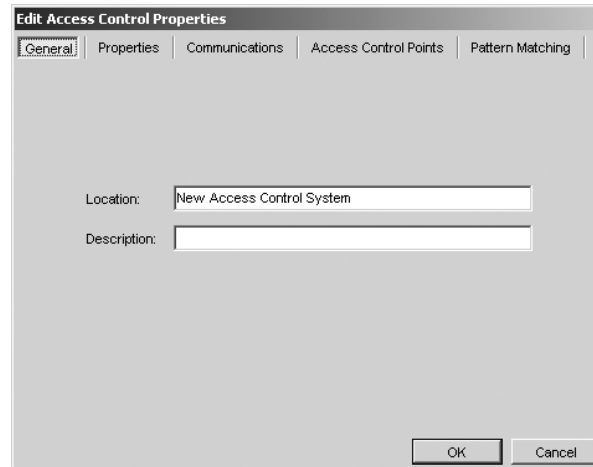 Edit Access Control Properties
General Properties Communications Access Control Points Pattern Matching
Location: New Access Control System
Description:
OK Cancel